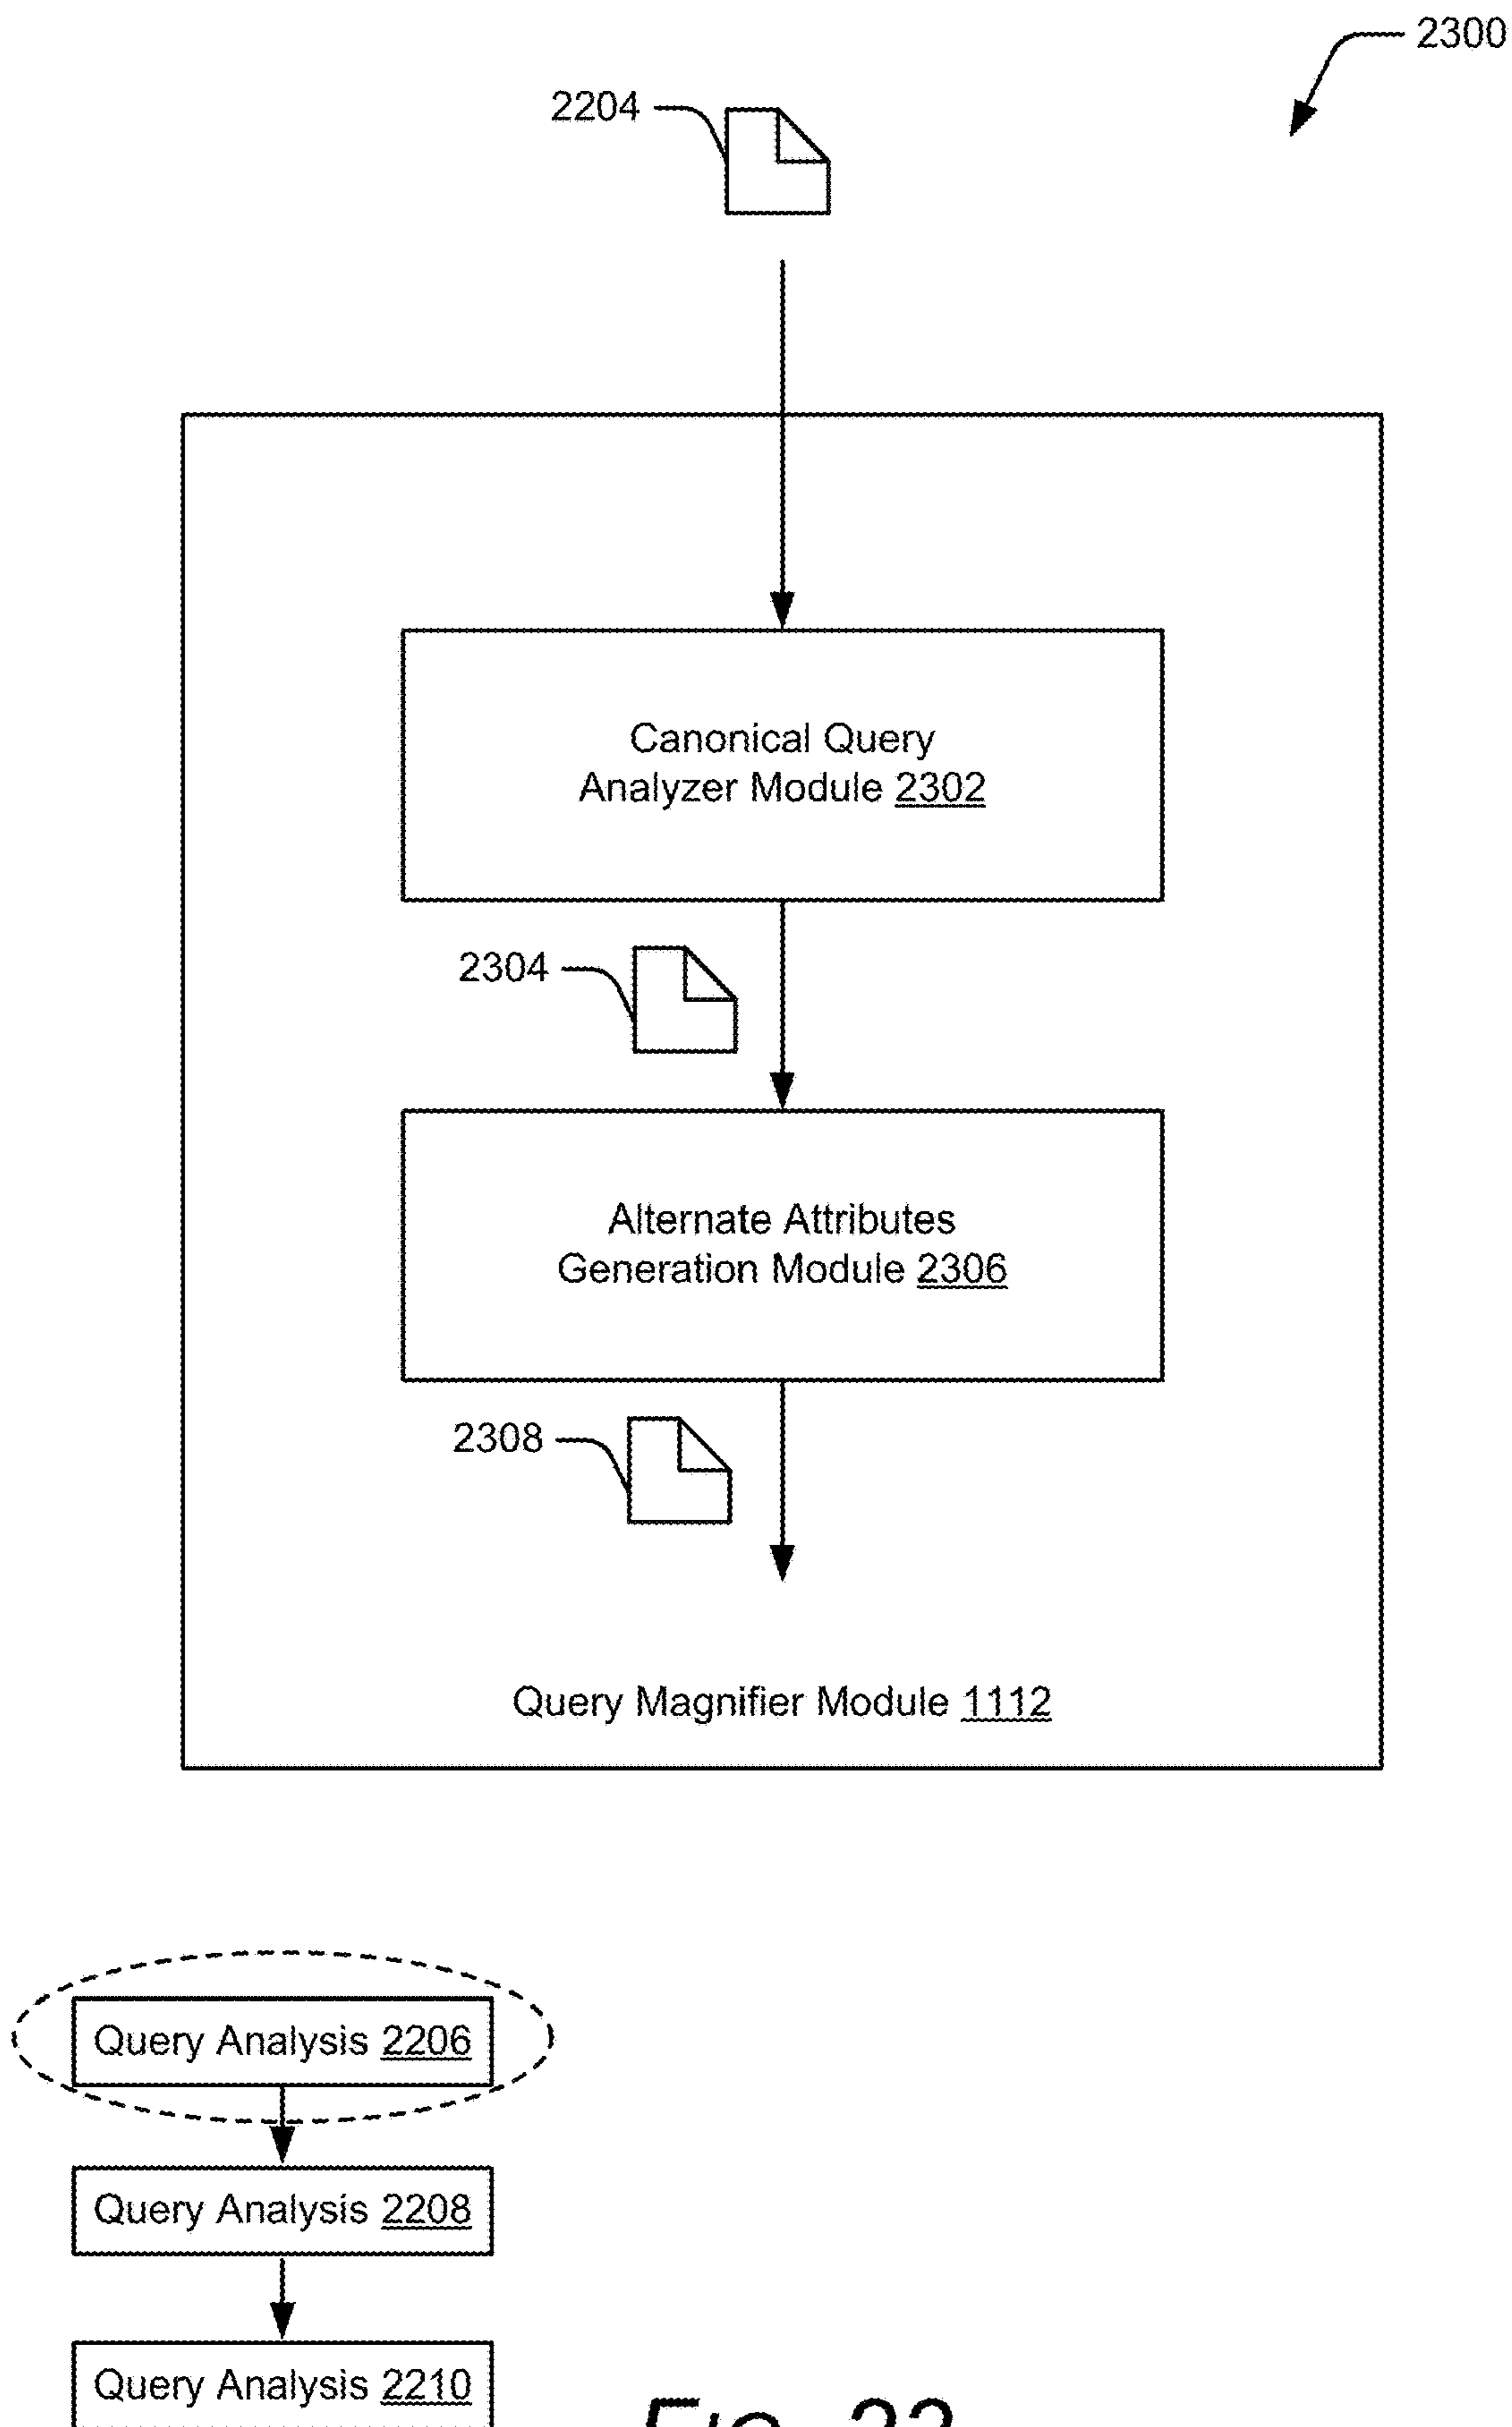 2300
2204
Canonical Query
Analyzer Module 2302
2304
Alternate Attributes
Generation Module 2306
2308
Query Magnifier Module 1112
Query Analysis 2206
Query Analysis 2208
Query Analysis 2210